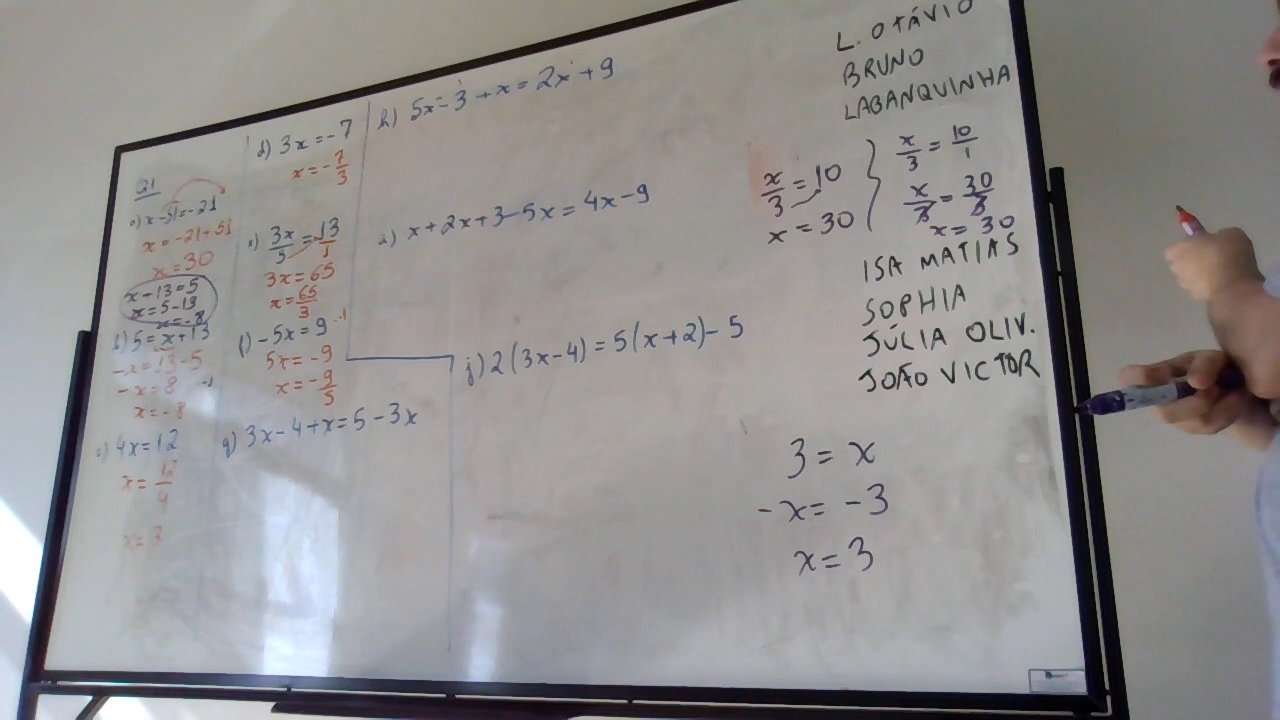 Q1
a) x-51=-21
x=-21+51
x=30
x+13=5
x=5-13
x=-8
b) 5=x+13
-x=13-5
-x=8 ·-1
x=-8
c) 4x=12
x=12/4
x=3
d) 3x=-7
x=-7/3
e) 3x/5=13/1
3x=65
x=65/3
f) -5x=9 ·-1
5x=-9
x=-9/5
g) 3x-4+x=5-3x
h) 5x-3+x=2x+9
i) x+2x+3-5x=4x-9
j) 2(3x-4)=5(x+2)-5
L. OTÁVIO
BRUNO
LABANQUINHA
x/3=10
x=30
x/3=10/1
x/3=30/3
x=30
ISA MATIAS
SOPHIA
JÚLIA OLIV.
JOÃO VICTOR
3=x
-x=-3
x=3